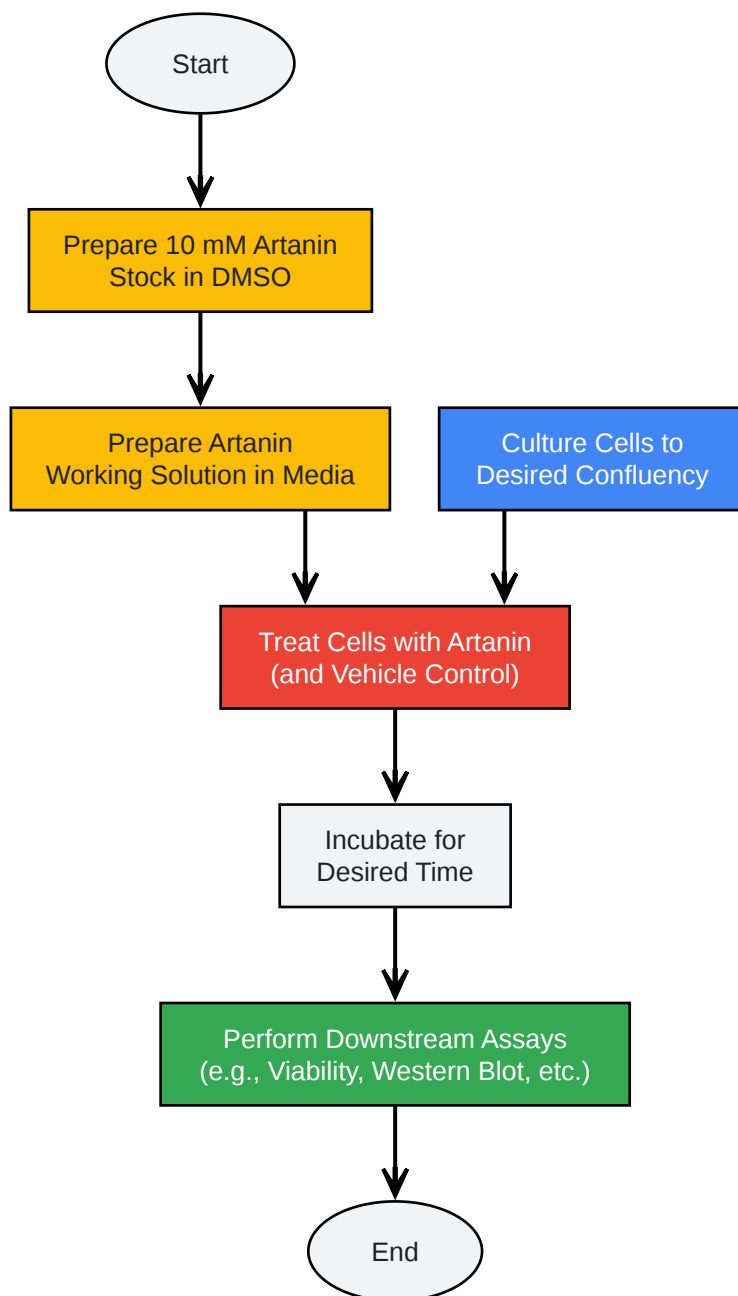 Start
Prepare 10 mM Artanin
Stock in DMSO
Prepare Artanin
Working Solution in Media
Culture Cells to
Desired Confluency
Treat Cells with Artanin
(and Vehicle Control)
Incubate for
Desired Time
Perform Downstream Assays
(e.g., Viability, Western Blot, etc.)
End